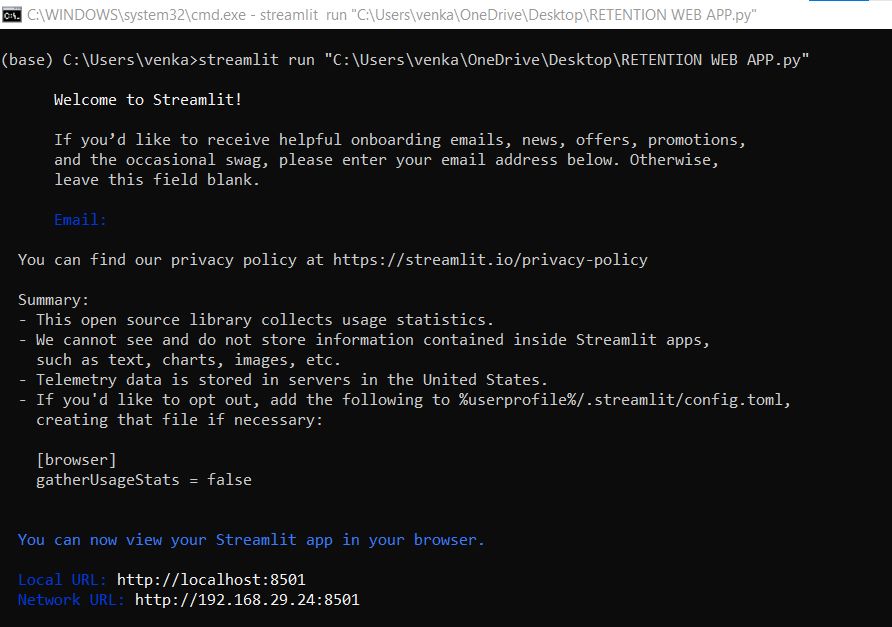 C:\WINDOWS\system32\cmd.exe - streamlit  run "C:\Users\venka\OneDrive\Desktop\RETENTION WEB APP.py"
(base) C:\Users\venka>streamlit run "C:\Users\venka\OneDrive\Desktop\RETENTION WEB APP.py"
Welcome to Streamlit!
If you’d like to receive helpful onboarding emails, news, offers, promotions,
and the occasional swag, please enter your email address below. Otherwise,
leave this field blank.
Email:
You can find our privacy policy at https://streamlit.io/privacy-policy
Summary:
- This open source library collects usage statistics.
- We cannot see and do not store information contained inside Streamlit apps,
such as text, charts, images, etc.
- Telemetry data is stored in servers in the United States.
- If you'd like to opt out, add the following to %userprofile%/.streamlit/config.toml,
creating that file if necessary:
[browser]
gatherUsageStats = false
You can now view your Streamlit app in your browser.
Local URL: http://localhost:8501
Network URL: http://192.168.29.24:8501